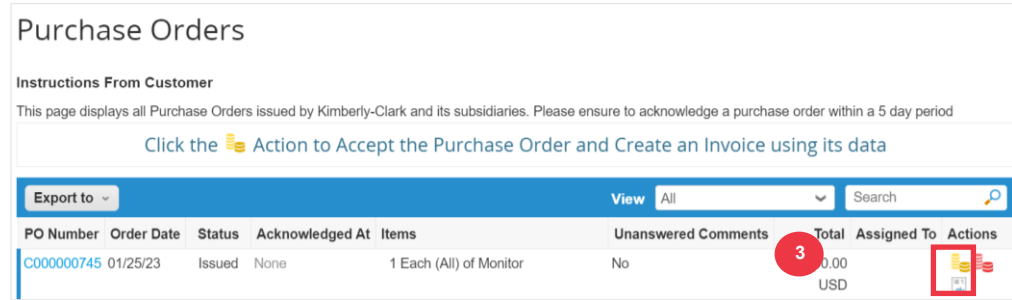 Purchase Orders
Instructions From Customer
This page displays all Purchase Orders issued by Kimberly-Clark and its subsidiaries. Please ensure to acknowledge a purchase order within a 5 day period
Click the Action to Accept the Purchase Order and Create an Invoice using its data
Export to View All Search
PO Number Order Date Status Acknowledged At Items Unanswered Comments Total Assigned To Actions
C000000745 01/25/23 Issued None 1 Each (All) of Monitor No 3 0.00
USD